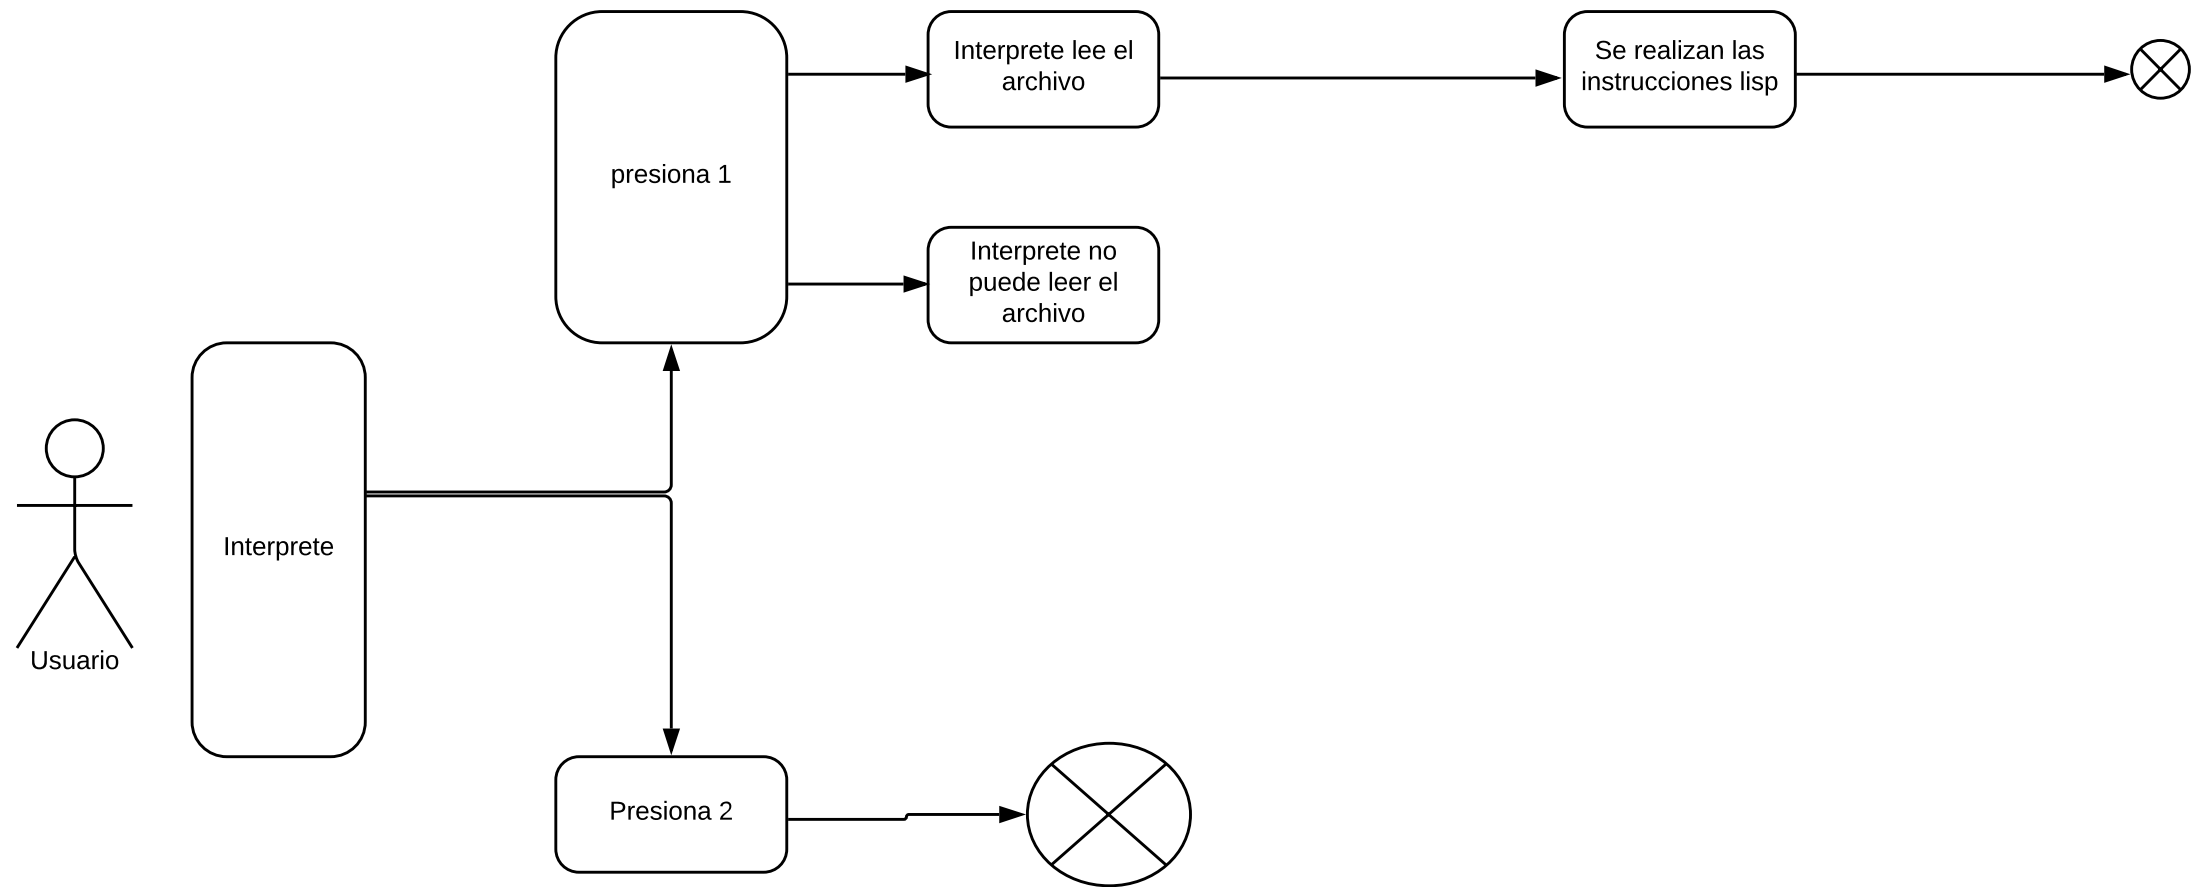 Interprete lee el
archivo
Se realizan las
instrucciones lisp
presiona 1
Interprete no
puede leer el
archivo
Interprete
Usuario
Presiona 2